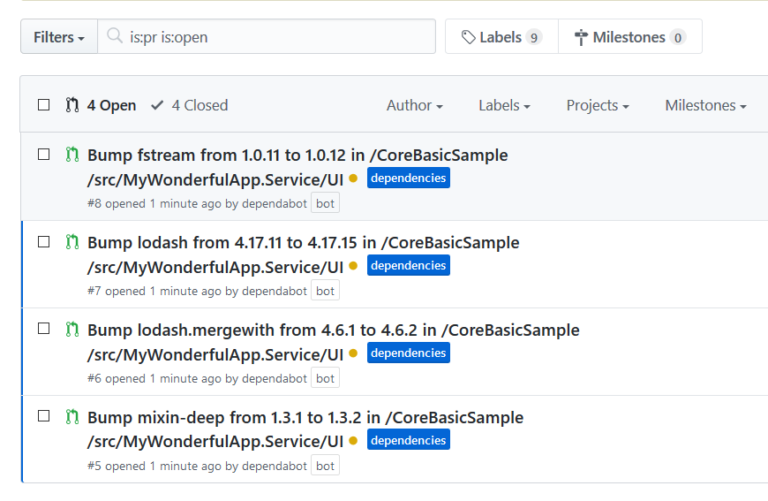 Filters is:pr is:open Labels 9 Milestones 0
4 Open 4 Closed Author Labels Projects Milestones
Bump fstream from 1.0.11 to 1.0.12 in /CoreBasicSample
/src/MyWonderfulApp.Service/UI dependencies
#8 opened 1 minute ago by dependabot bot
Bump lodash from 4.17.11 to 4.17.15 in /CoreBasicSample
/src/MyWonderfulApp.Service/UI dependencies
#7 opened 1 minute ago by dependabot bot
Bump lodash.mergewith from 4.6.1 to 4.6.2 in /CoreBasicSample
/src/MyWonderfulApp.Service/UI dependencies
#6 opened 1 minute ago by dependabot bot
Bump mixin-deep from 1.3.1 to 1.3.2 in /CoreBasicSample
/src/MyWonderfulApp.Service/UI dependencies
#5 opened 1 minute ago by dependabot bot